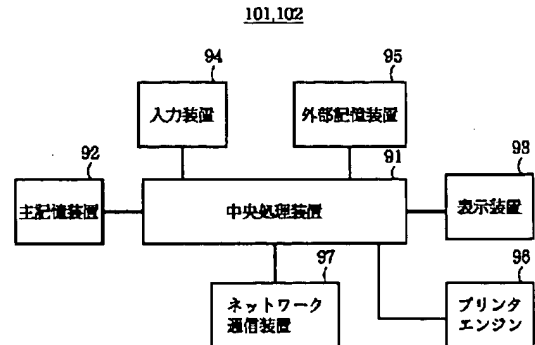 101,102
94
入力装置
95
外部記憶装置
92
主記憶装置
91
中央処理装置
93
表示装置
97
ネットワーク
通信装置
96
プリンタ
エンジン